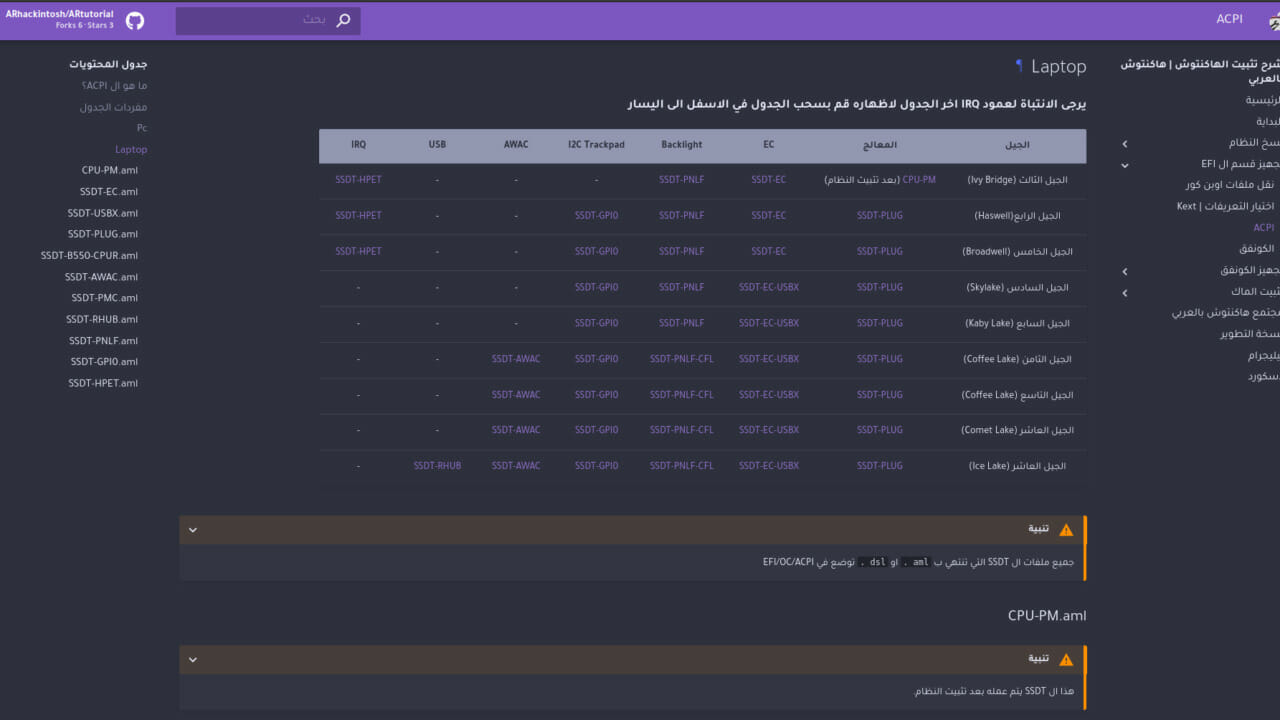 ACPI
بحث
ARhackintosh/ARtutorial
3 Stars · 6 Forks
شرح تثبيت الهاكنتوش | هاكنتوش
بالعربي
الرئيسية
البداية
نسخ النظام
تجهيز قسم ال EFI
نقل ملفات اوبن كور
اختيار التعريفات | Kext
ACPI
الكونفق
تجهيز الكونفق
تثبيت الماك
مجتمع هاكنتوش بالعربي
نسخة التطوير
تيليجرام
دسكورد
Laptop ¶
يرجى الانتباة لعمود IRQ اخر الجدول لاظهاره قم بسحب الجدول في الاسفل الى اليسار
الجيل المعالج EC Backlight I2C Trackpad AWAC USB IRQ
الجيل الثالث (Ivy Bridge) CPU-PM (بعد تثبيت النظام) SSDT-EC SSDT-PNLF - - - SSDT-HPET
الجيل الرابع(Haswell) SSDT-PLUG SSDT-EC SSDT-PNLF SSDT-GPI0 - - SSDT-HPET
الجيل الخامس (Broadwell) SSDT-PLUG SSDT-EC SSDT-PNLF SSDT-GPI0 - - SSDT-HPET
الجيل السادس (Skylake) SSDT-PLUG SSDT-EC-USBX SSDT-PNLF SSDT-GPI0 - - -
الجيل السابع (Kaby Lake) SSDT-PLUG SSDT-EC-USBX SSDT-PNLF SSDT-GPI0 - - -
الجيل الثامن (Coffee Lake) SSDT-PLUG SSDT-EC-USBX SSDT-PNLF-CFL SSDT-GPI0 SSDT-AWAC - -
الجيل التاسع (Coffee Lake) SSDT-PLUG SSDT-EC-USBX SSDT-PNLF-CFL SSDT-GPI0 SSDT-AWAC - -
الجيل العاشر (Comet Lake) SSDT-PLUG SSDT-EC-USBX SSDT-PNLF-CFL SSDT-GPI0 SSDT-AWAC - -
الجيل العاشر (Ice Lake) SSDT-PLUG SSDT-EC-USBX SSDT-PNLF-CFL SSDT-GPI0 SSDT-AWAC SSDT-RHUB -
تنبية
جميع ملفات ال SSDT التي تنتهي ب aml . او dsl . توضع في EFI/OC/ACPI
CPU-PM.aml
تنبية
هذا ال SSDT يتم عمله بعد تثبيت النظام.
جدول المحتويات
ما هو ال ACPI؟
مفردات الجدول
Pc
Laptop
CPU-PM.aml
SSDT-EC.aml
SSDT-USBX.aml
SSDT-PLUG.aml
SSDT-B550-CPUR.aml
SSDT-AWAC.aml
SSDT-PMC.aml
SSDT-RHUB.aml
SSDT-PNLF.aml
SSDT-GPI0.aml
SSDT-HPET.aml